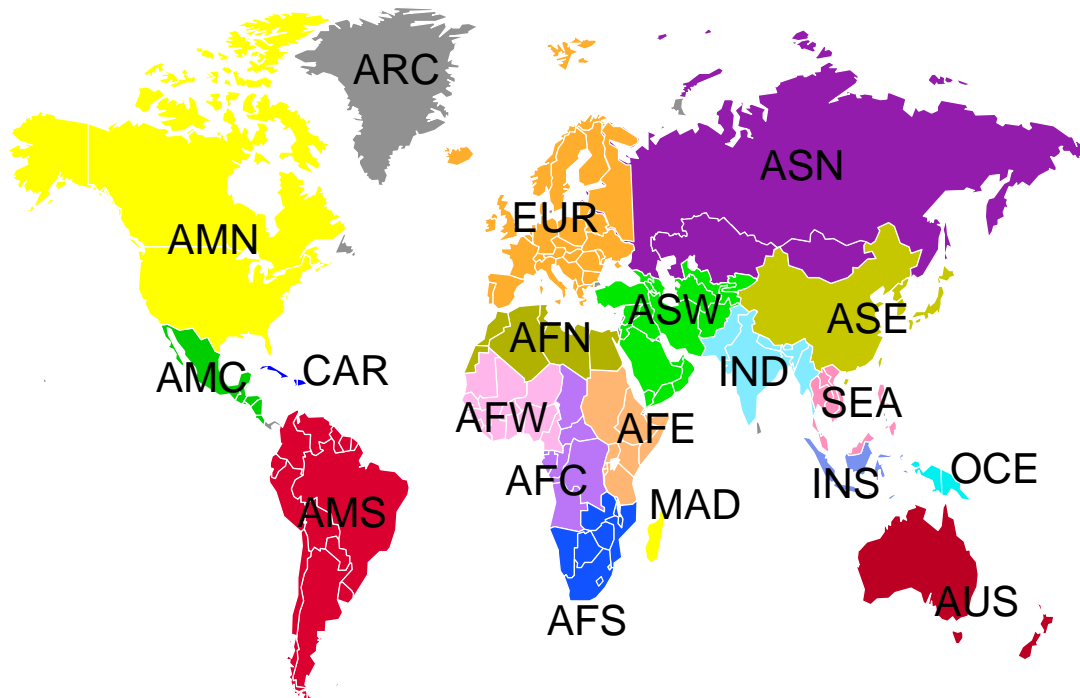 ARC
ASN
EUR
AMN
ASW
ASE
AFN
CAR
IND
AMC
SEA
AFW
AFE
OCE
AFC
INS
MAD
AMS
AUS
AFS